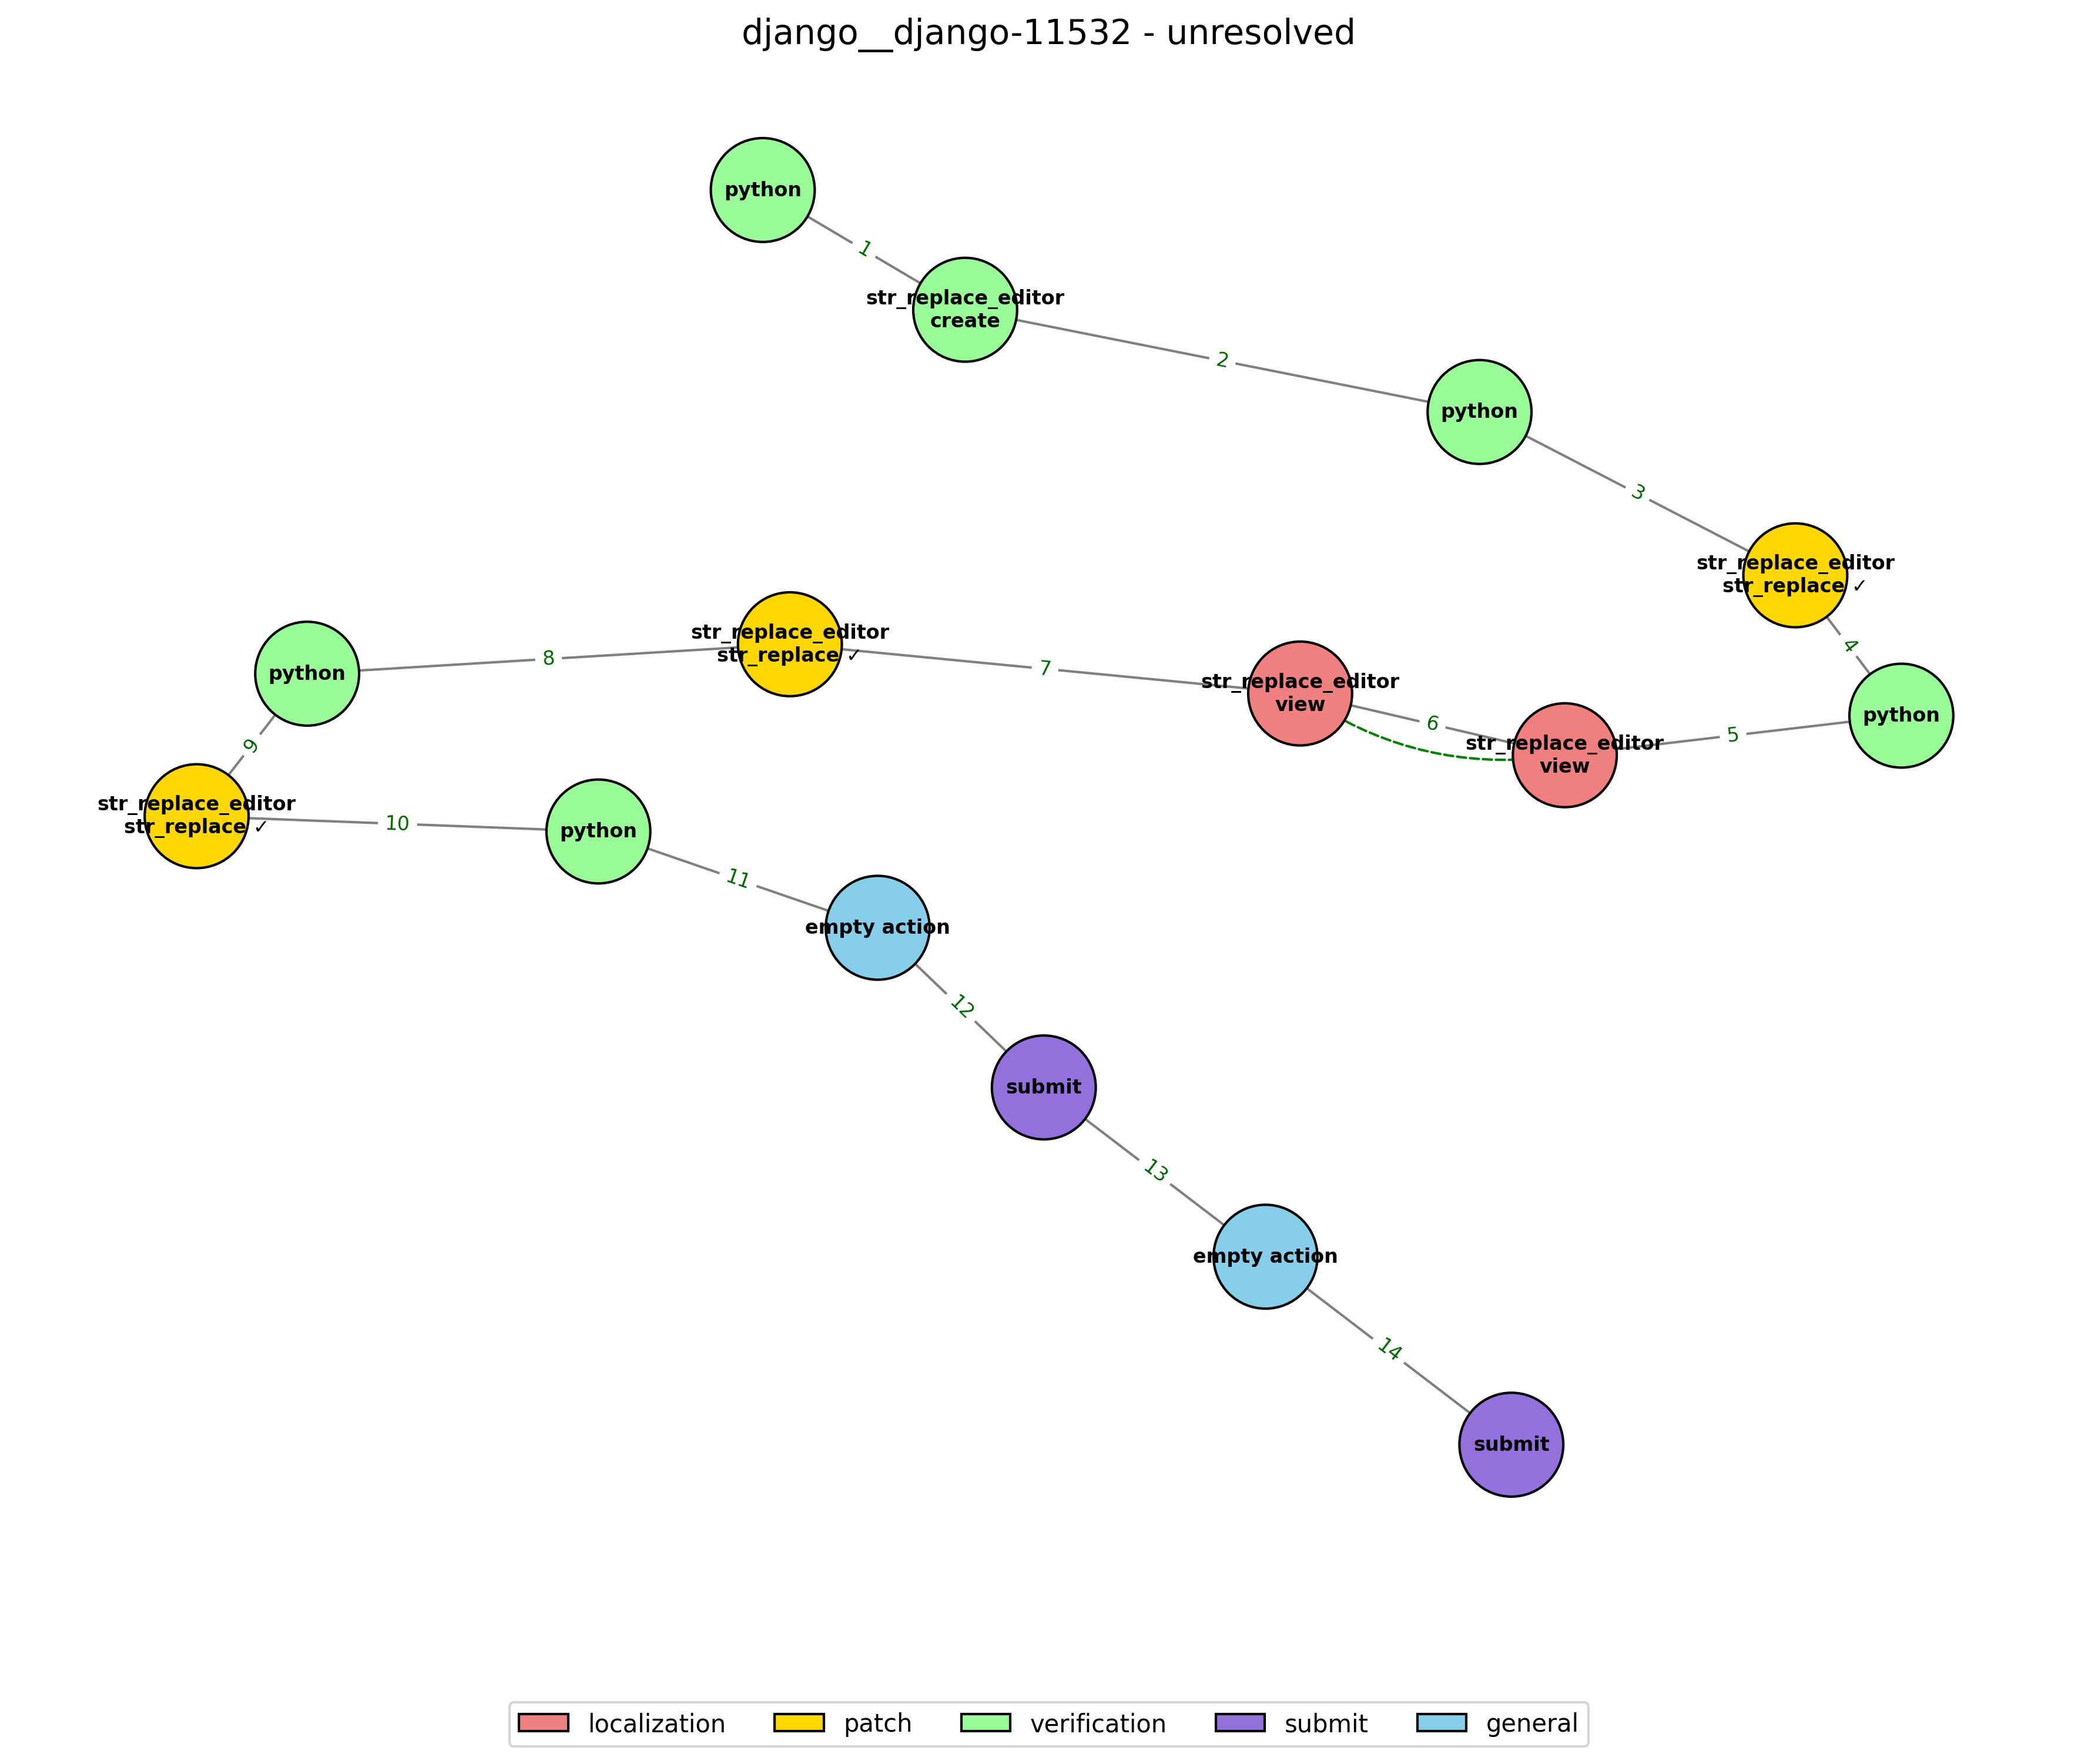 django__django-11532 - unresolved
python
1
str_replace_editor
create
2
python
3
str_replace_editor
str_replace ✓
4
python
5
str_replace_editor
view
6
str_replace_editor
view
7
str_replace_editor
str_replace ✓
8
python
9
str_replace_editor
str_replace ✓
10
python
11
empty action
12
submit
13
empty action
14
submit
localization
patch
verification
submit
general